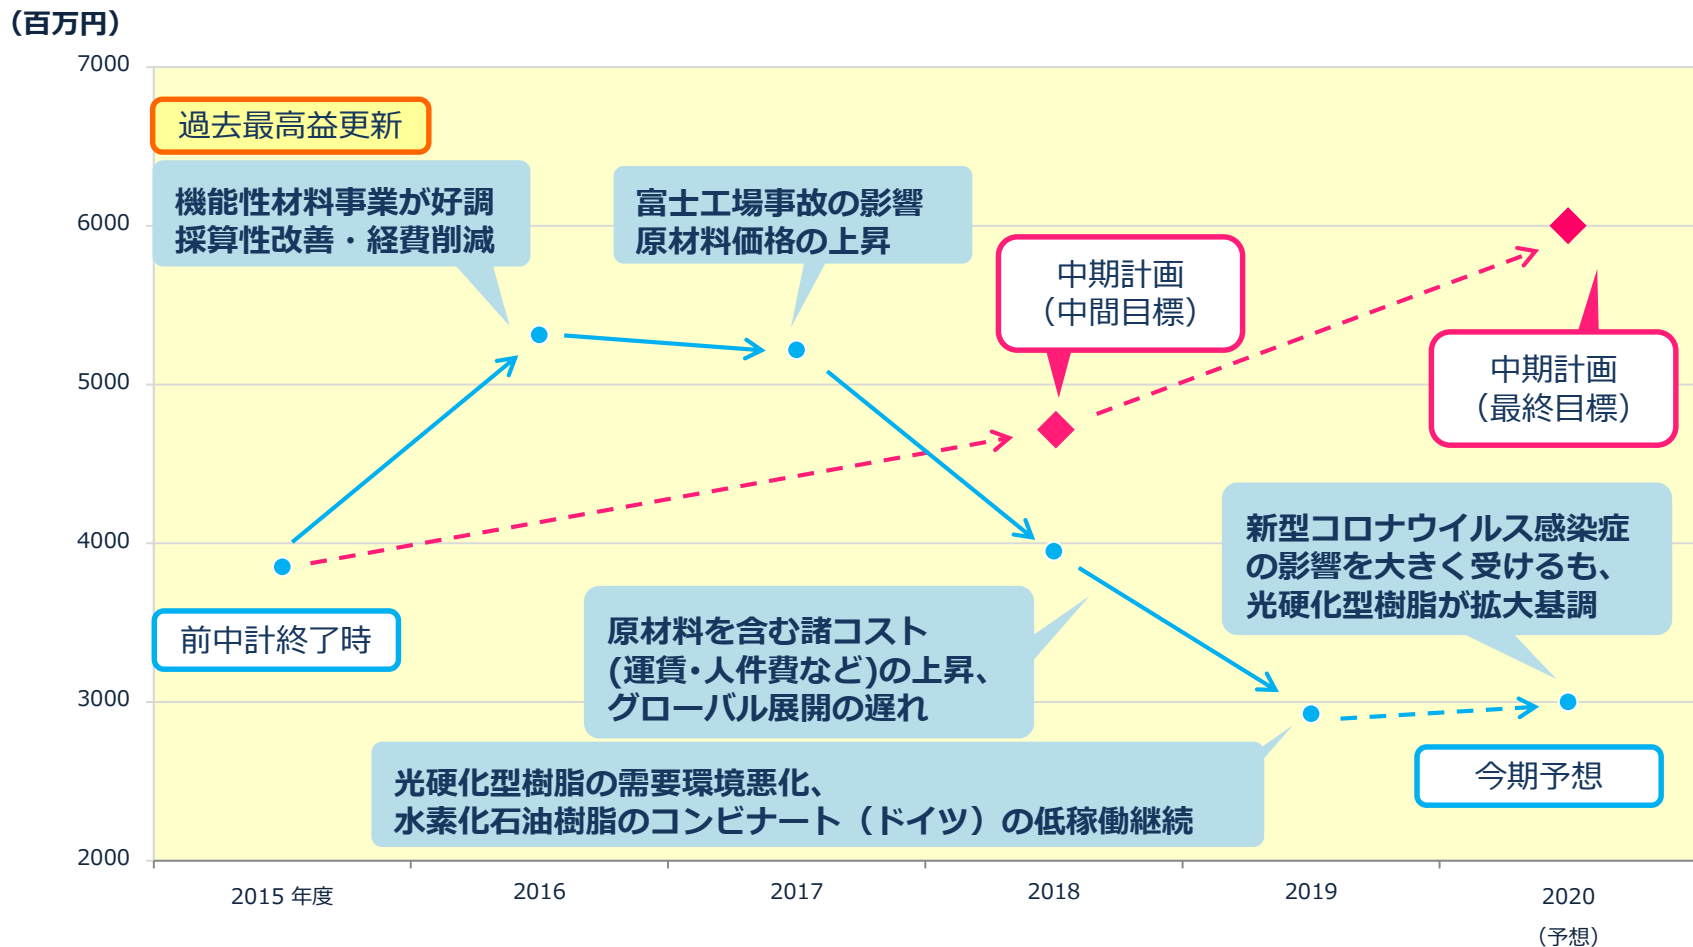 （百万円）
7000
6000
5000
4000
3000
2000
過去最高益更新
機能性材料事業が好調
採算性改善・経費削減
富士工場事故の影響
原材料価格の上昇
中期計画
（中間目標）
中期計画
（最終目標）
前中計終了時
原材料を含む諸コスト
(運賃・人件費など)の上昇、
グローバル展開の遅れ
新型コロナウイルス感染症
の影響を大きく受けるも、
光硬化型樹脂が拡大基調
光硬化型樹脂の需要環境悪化、
水素化石油樹脂のコンビナート（ドイツ）の低稼働継続
今期予想
2015 年度
2016
2017
2018
2019
2020
（予想）